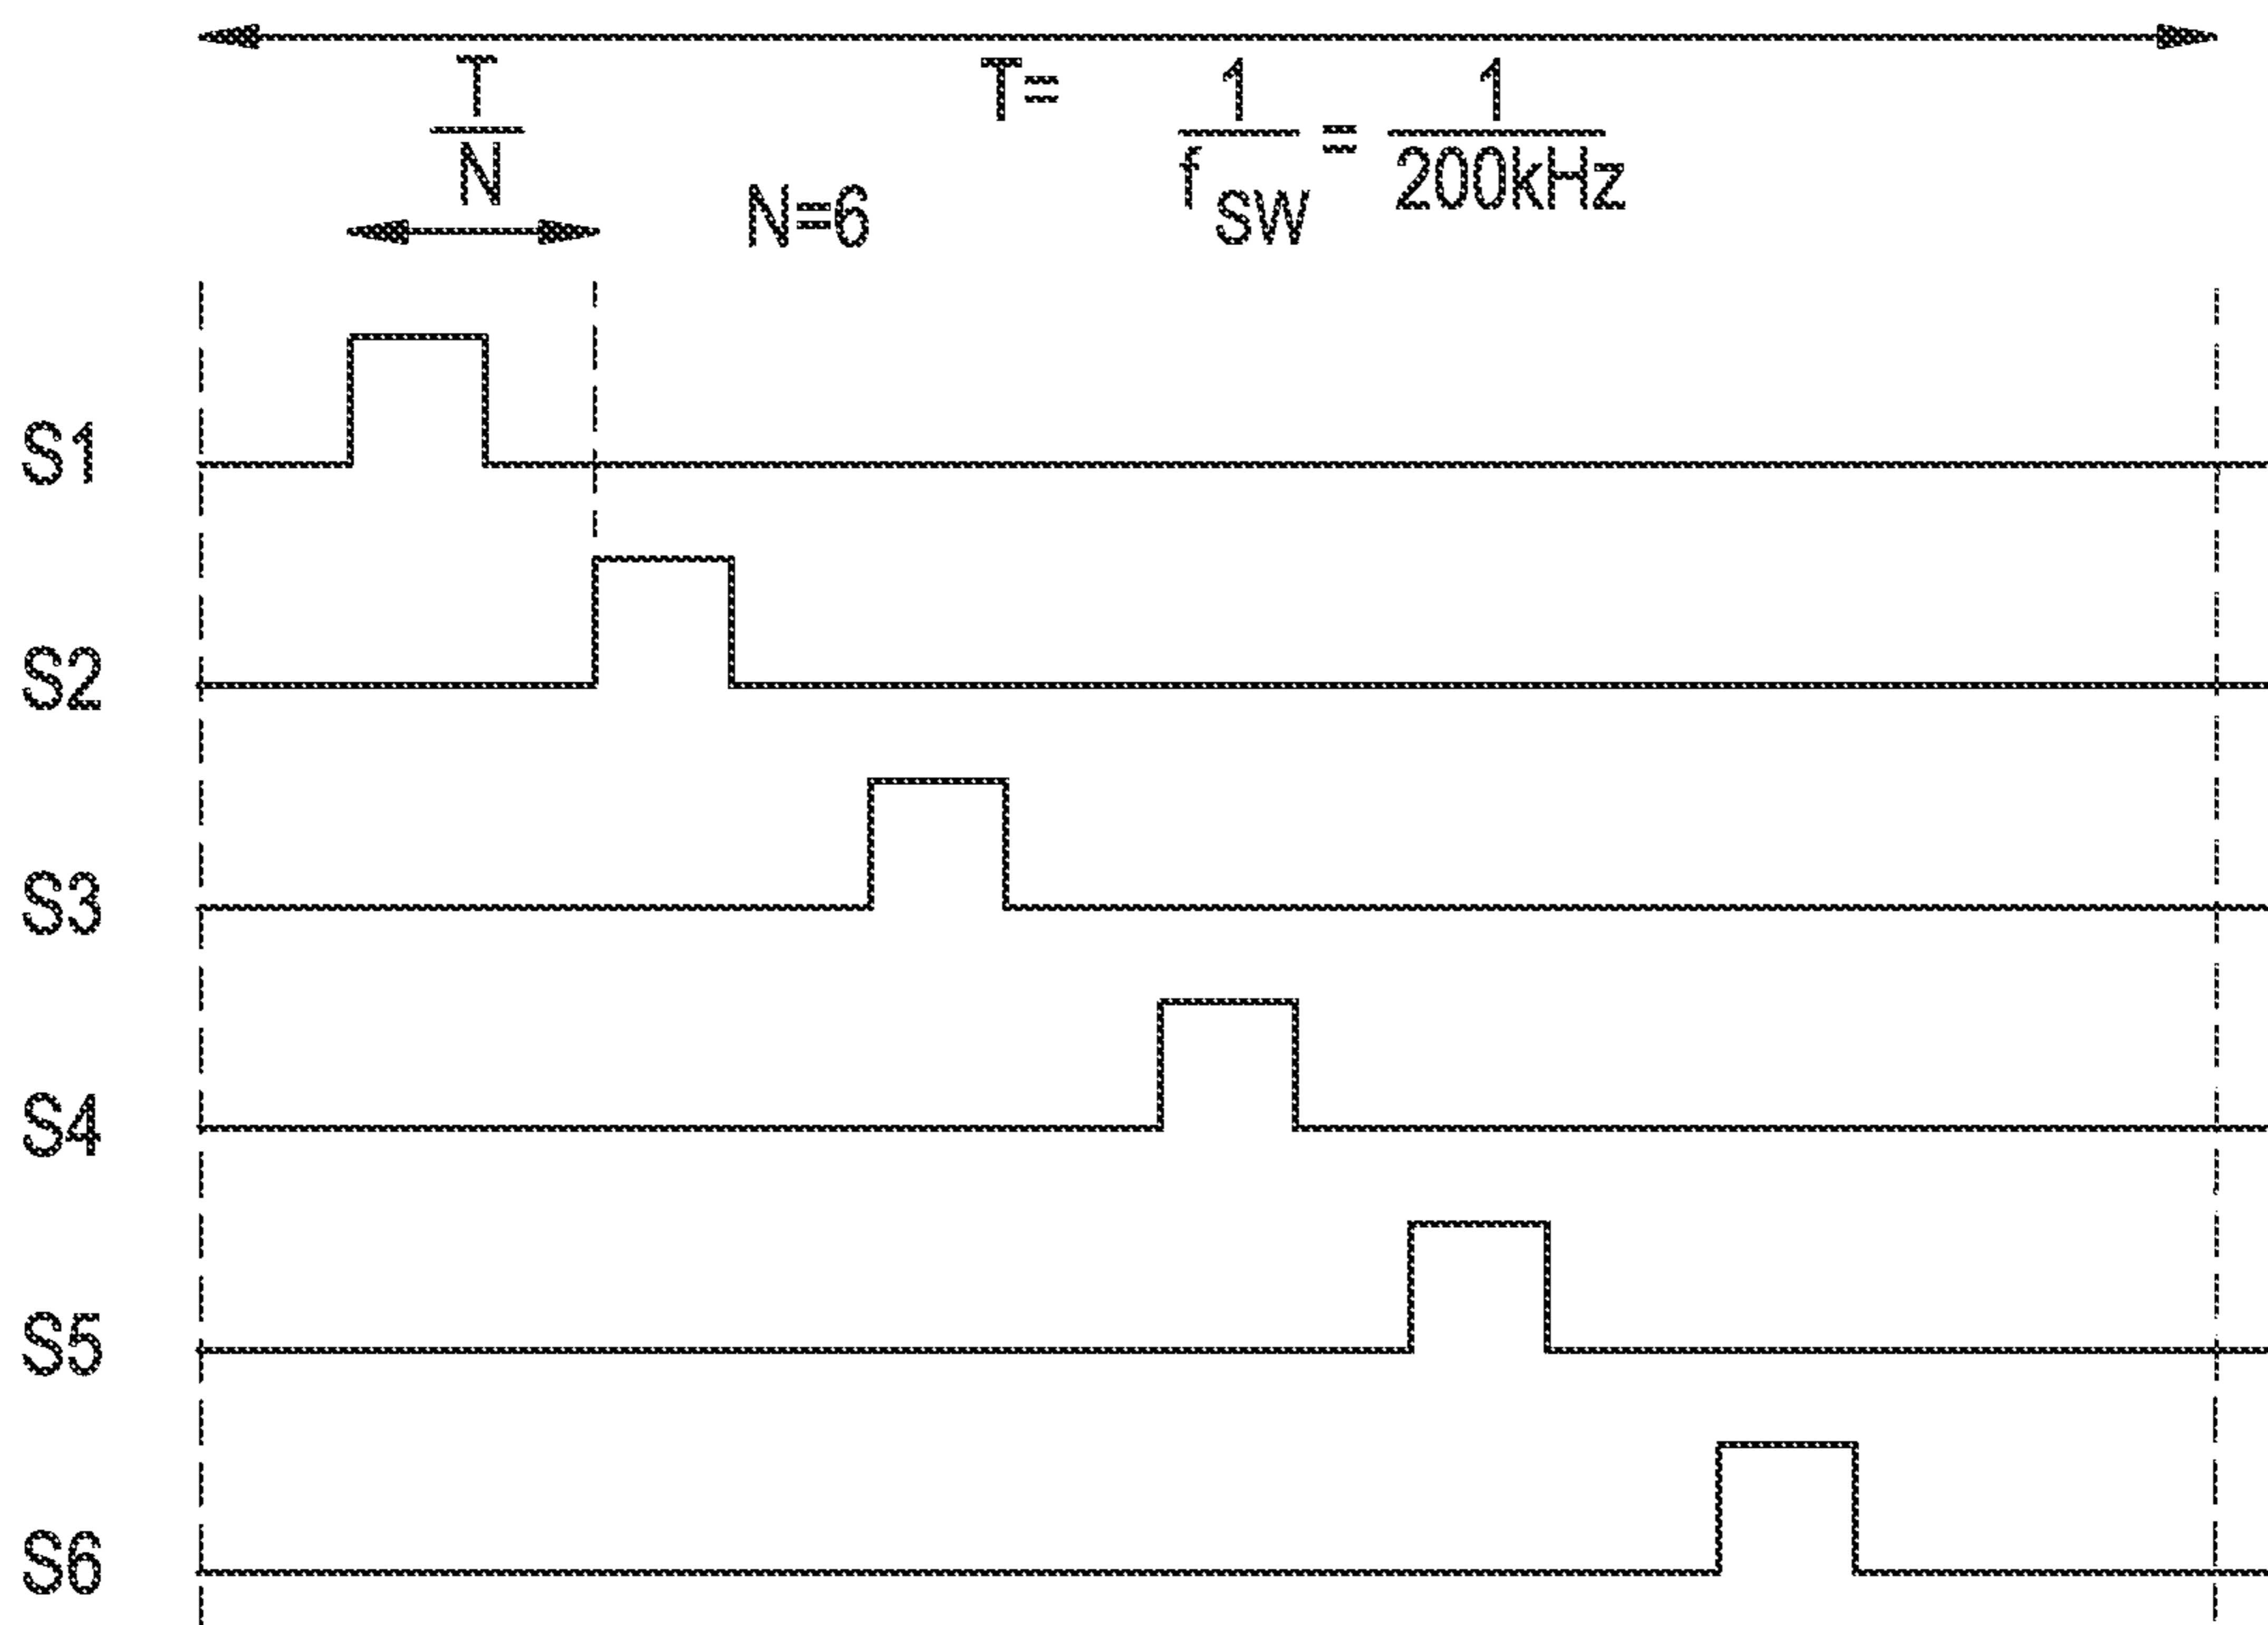 T/N
N=6
T= 1/fSW = 1/200kHz
S1
S2
S3
S4
S5
S6